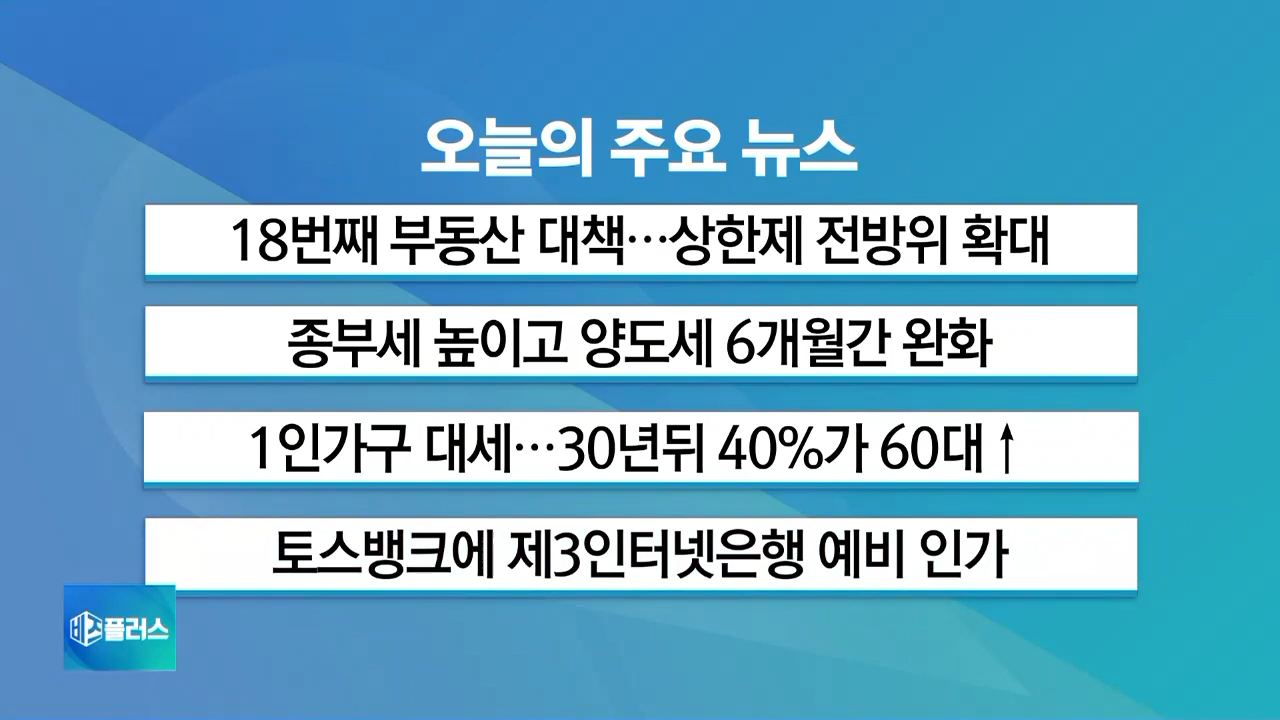 오늘의 주요 뉴스
18번째 부동산 대책…상한제 전방위 확대
종부세 높이고 양도세 6개월간 완화
1인가구 대세…30년뒤 40%가 60대↑
토스뱅크에 제3인터넷은행 예비 인가
비즈플러스